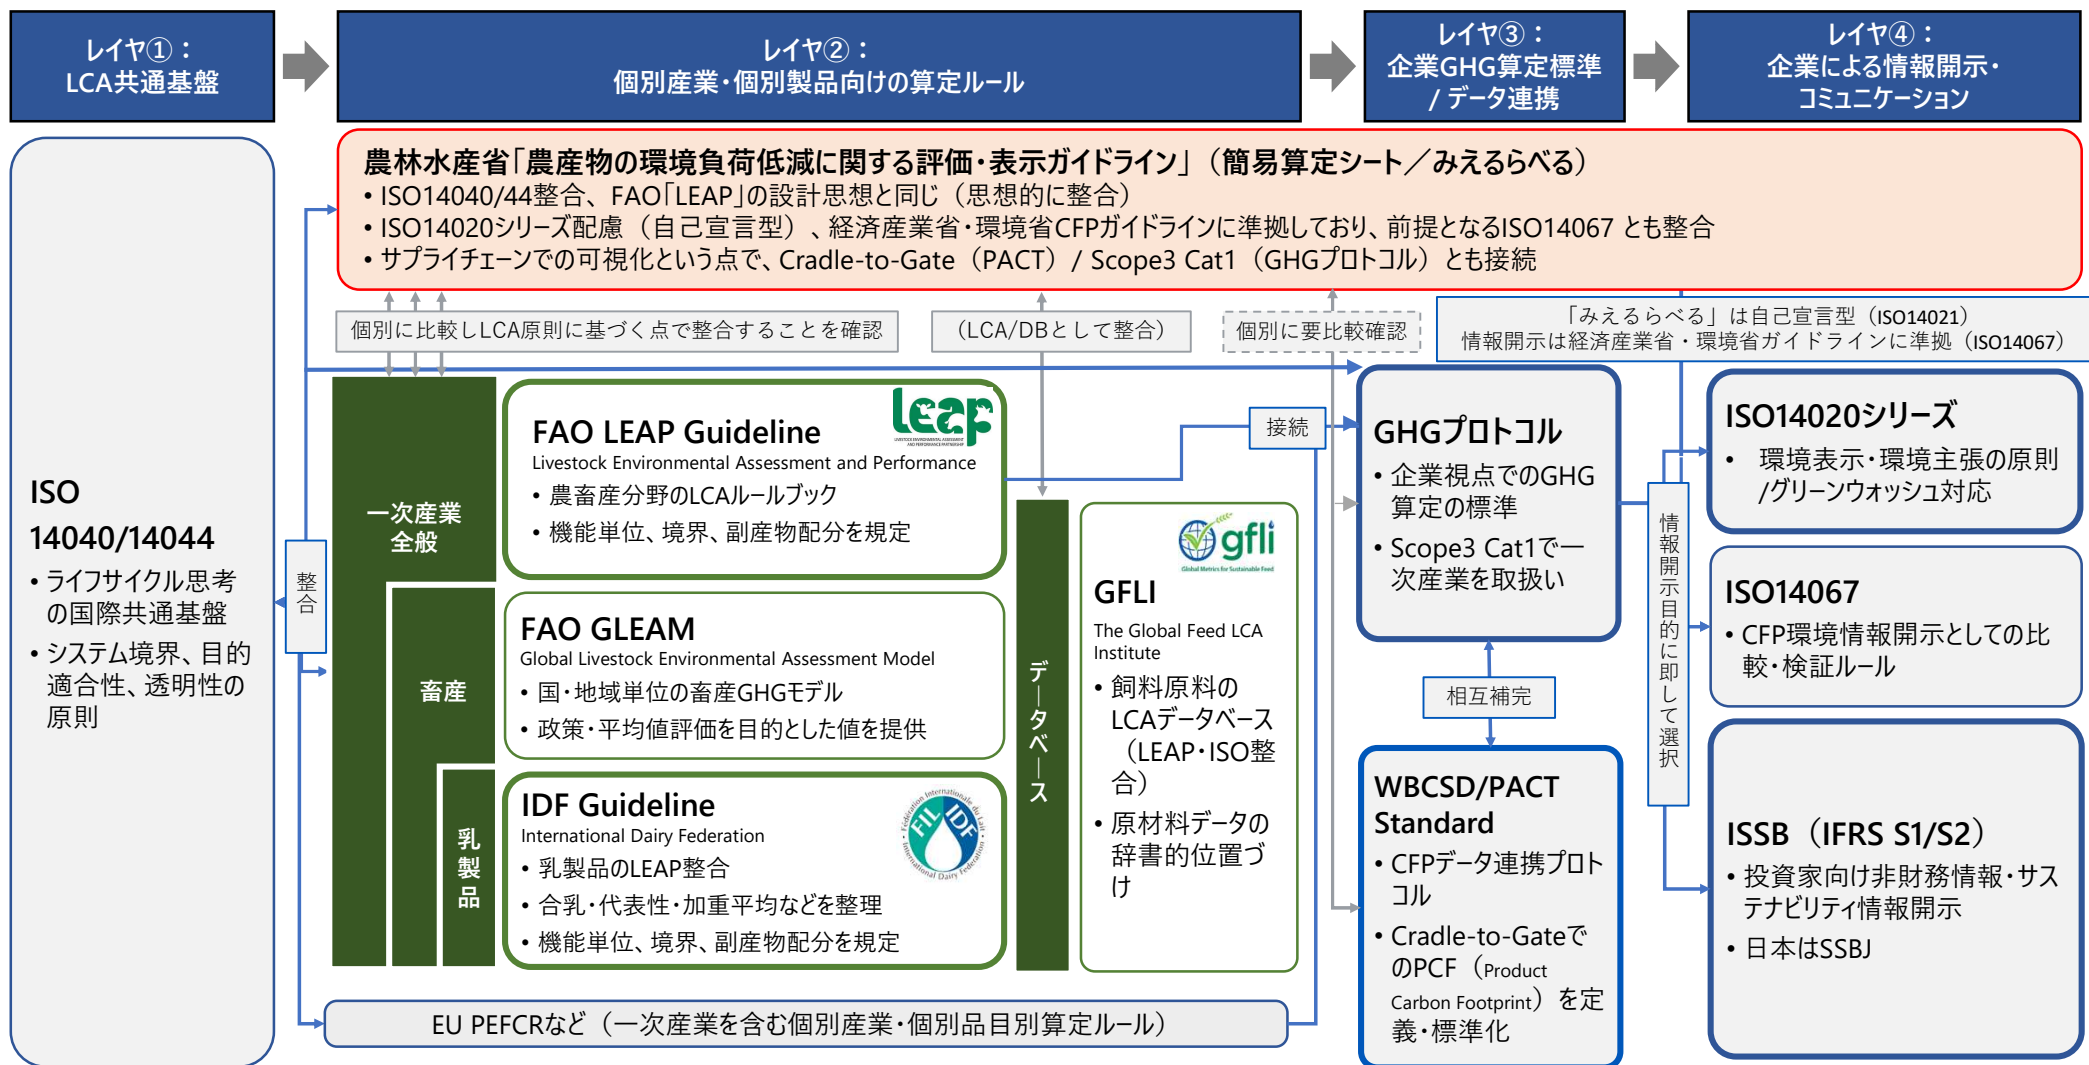 レイヤ①：
LCA共通基盤
レイヤ②：
個別産業・個別製品向けの算定ルール
レイヤ③：
企業GHG算定標準
/ データ連携
レイヤ④：
企業による情報開示・
コミュニケーション
農林水産省「農産物の環境負荷低減に関する評価・表示ガイドライン」（簡易算定シート／みえるらべる）
• ISO14040/44整合、FAO「LEAP」の設計思想と同じ（思想的に整合）
• ISO14020シリーズ配慮（自己宣言型）、経済産業省・環境省CFPガイドラインに準拠しており、前提となるISO14067 とも整合
• サプライチェーンでの可視化という点で、Cradle-to-Gate（PACT）/ Scope3 Cat1（GHGプロトコル）とも接続
個別に比較しLCA原則に基づく点で整合することを確認
（LCA/DBとして整合）
個別に要比較確認
「みえるらべる」は自己宣言型（ISO14021）
情報開示は経済産業省・環境省ガイドラインに準拠（ISO14067）
ISO
14040/14044
• ライフサイクル思考
の国際共通基盤
• システム境界、目的
適合性、透明性の
原則
整合
一次産業
全般
畜産
乳製品
FAO LEAP Guideline
Livestock Environmental Assessment and Performance
• 農畜産分野のLCAルールブック
• 機能単位、境界、副産物配分を規定
leap
LIVESTOCK ENVIRONMENTAL ASSESSMENT
AND PERFORMANCE PARTNERSHIP
FAO GLEAM
Global Livestock Environmental Assessment Model
• 国・地域単位の畜産GHGモデル
• 政策・平均値評価を目的とした値を提供
IDF Guideline
International Dairy Federation
• 乳製品のLEAP整合
• 合乳・代表性・加重平均などを整理
• 機能単位、境界、副産物配分を規定
Fédération Internationale du Lait
FIL IDF
International Dairy Federation
データベース
gfli
Global Metrics for Sustainable Feed
GFLI
The Global Feed LCA
Institute
• 飼料原料の
LCAデータベース
（LEAP・ISO整
合）
• 原材料データの
辞書的位置づ
け
EU PEFCRなど（一次産業を含む個別産業・個別品目別算定ルール）
接続
GHGプロトコル
• 企業視点でのGHG
算定の標準
• Scope3 Cat1で一
次産業を取扱い
相互補完
WBCSD/PACT
Standard
• CFPデータ連携プロト
コル
• Cradle-to-Gateで
のPCF（Product
Carbon Footprint）を定
義・標準化
情報開示目的に即して選択
ISO14020シリーズ
• 環境表示・環境主張の原則
/グリーンウォッシュ対応
ISO14067
• CFP環境情報開示としての比
較・検証ルール
ISSB（IFRS S1/S2）
• 投資家向け非財務情報・サス
テナビリティ情報開示
• 日本はSSBJ